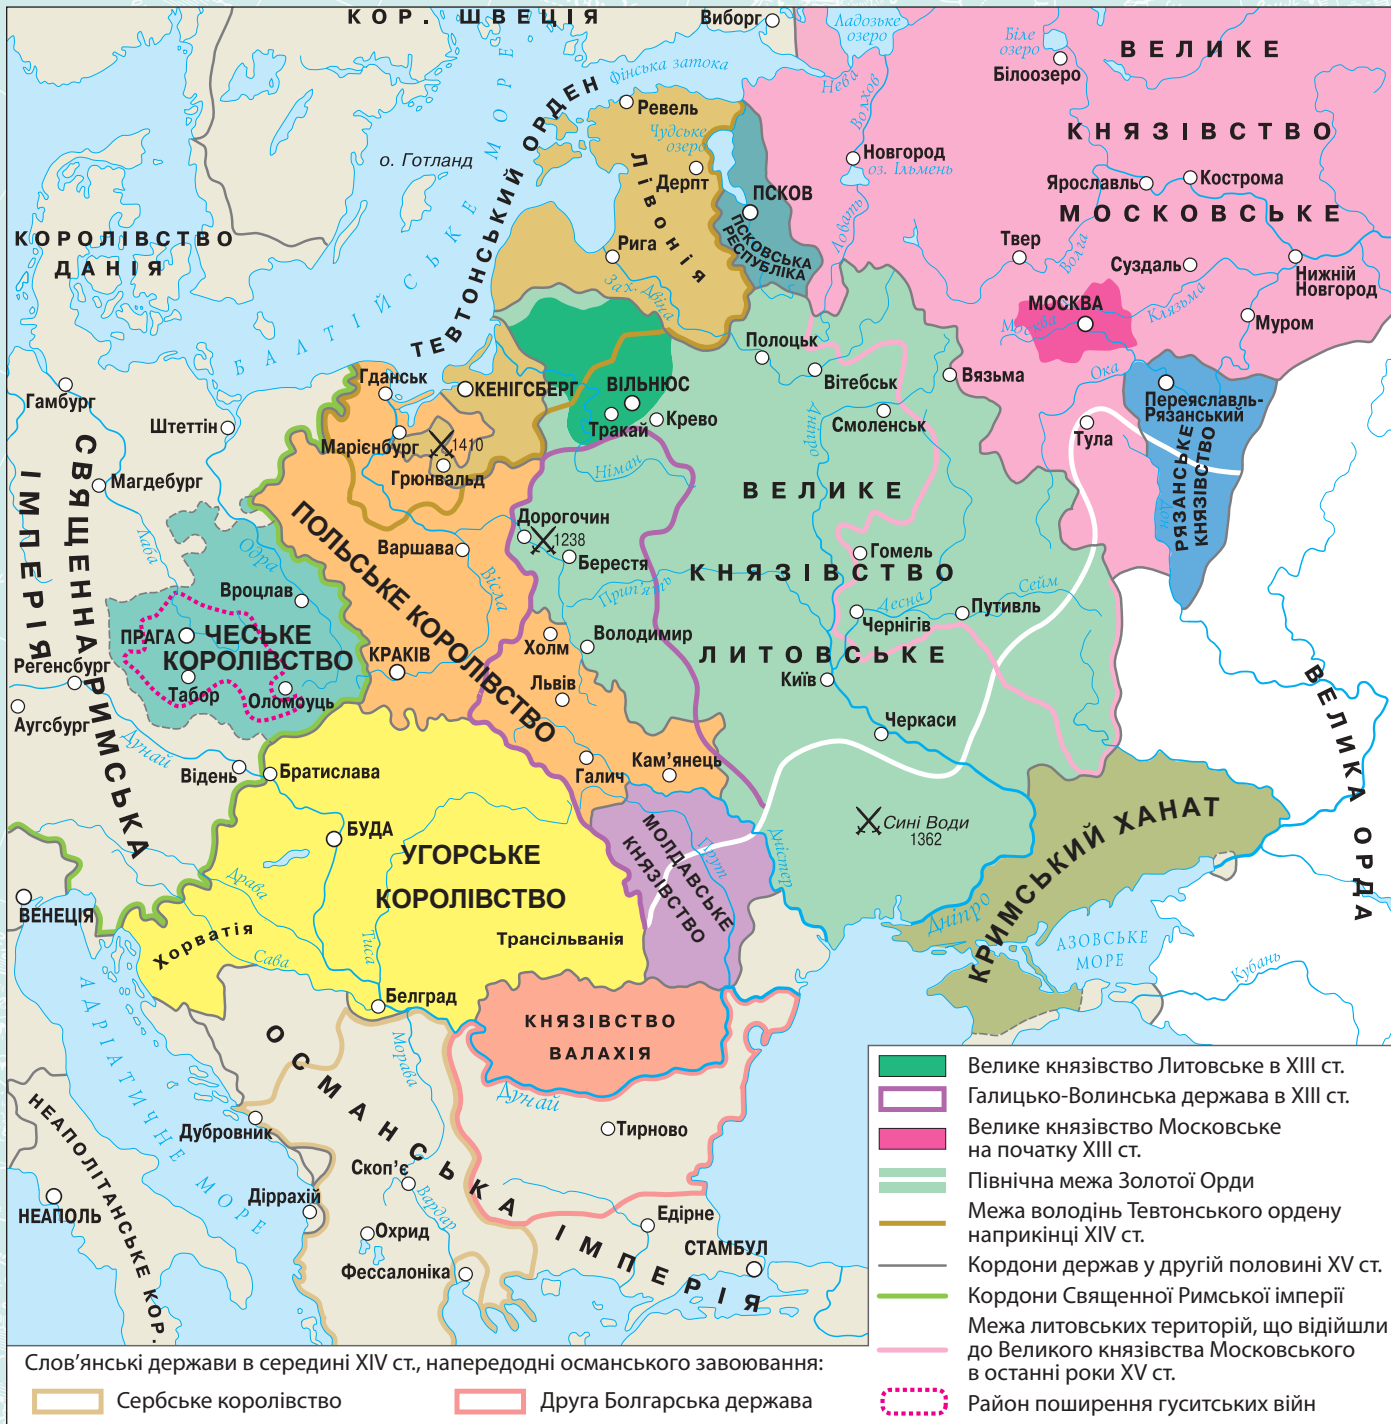 КОР. ШВЕЦІЯ
Виборг
Ладозьке
озеро
Біле
озеро
Білоозеро
ВЕЛИКЕ
КНЯЗІВСТВО
МОСКОВСЬКЕ
Фінська затока
Нева
Волхов
Ревель
Чудське
озеро
Дерпт
ЛІВОНІЯ
Новгород
оз. Ільмень
Ярославль
Кострома
о. Готланд
ТЕВТОНСЬКИЙ ОРДЕН
БАЛТІЙСЬКЕ МОРЕ
ПСКОВ
ПСКОВСЬКА
РЕСПУБЛІКА
Ловать
Твер
Волга
Суздаль
Нижній
Новгород
КОРОЛІВСТВО
ДАНІЯ
Рига
Зах. Двіна
МОСКВА
Москва
Клязьма
Муром
Полоцьк
Вітебськ
Вязьма
Ока
Переяславль-
Рязанський
РЯЗАНСЬКЕ
КНЯЗІВСТВО
Дон
Гданськ
КЕНІГСБЕРГ
ВІЛЬНЮС
Тракай
Крево
Дніпро
Смоленськ
Тула
Гамбург
Штеттін
Марієнбург
1410
Грюнвальд
Німан
СВЯЩЕННА РИМСЬКА
ІМПЕРІЯ
Магдебург
Лаба
Одра
ПОЛЬСЬКЕ КОРОЛІВСТВО
Варшава
Вісла
Дорогочин
1238
Берестя
Прип'ять
ВЕЛИКЕ
КНЯЗІВСТВО
ЛИТОВСЬКЕ
Гомель
Сейм
Десна
Чернігів
Путивль
Вроцлав
ПРАГА
ЧЕСЬКЕ
КОРОЛІВСТВО
Табор
Оломоуць
КРАКІВ
Холм
Володимир
Львів
Київ
Черкаси
Регенсбург
Аугсбург
Дунай
Відень
Братислава
Галич
Кам'янець
ВЕЛИКА ОРДА
БУДА
УГОРСЬКЕ
КОРОЛІВСТВО
МОЛДАВСЬКЕ
КНЯЗІВСТВО
Прут
Дністер
Сині Води
1362
КРИМСЬКИЙ ХАНАТ
Дніпро
АЗОВСЬКЕ
МОРЕ
Кубань
ВЕНЕЦІЯ
Драва
Хорватія
Сава
Тиса
Трансільванія
Белград
КНЯЗІВСТВО
ВАЛАХІЯ
Морава
Дунай
АДРІАТИЧНЕ МОРЕ
ОСМАНСЬКА ІМПЕРІЯ
Дубровник
Тирново
НЕАПОЛІТАНСЬКЕ КОР.
НЕАПОЛЬ
Скоп'є
Вардар
Діррахій
Охрид
Фессалоніка
Едірне
СТАМБУЛ
Велике князівство Литовське в XIII ст.
Галицько-Волинська держава в XIII ст.
Велике князівство Московське
на початку XIII ст.
Північна межа Золотої Орди
Межа володінь Тевтонського ордену
наприкінці XIV ст.
Кордони держав у другій половині XV ст.
Кордони Священної Римської імперії
Межа литовських територій, що відійшли
до Великого князівства Московського
в останні роки XV ст.
Район поширення гуситських війн
Слов'янські держави в середині XIV ст., напередодні османського завоювання:
Сербське королівство
Друга Болгарська держава